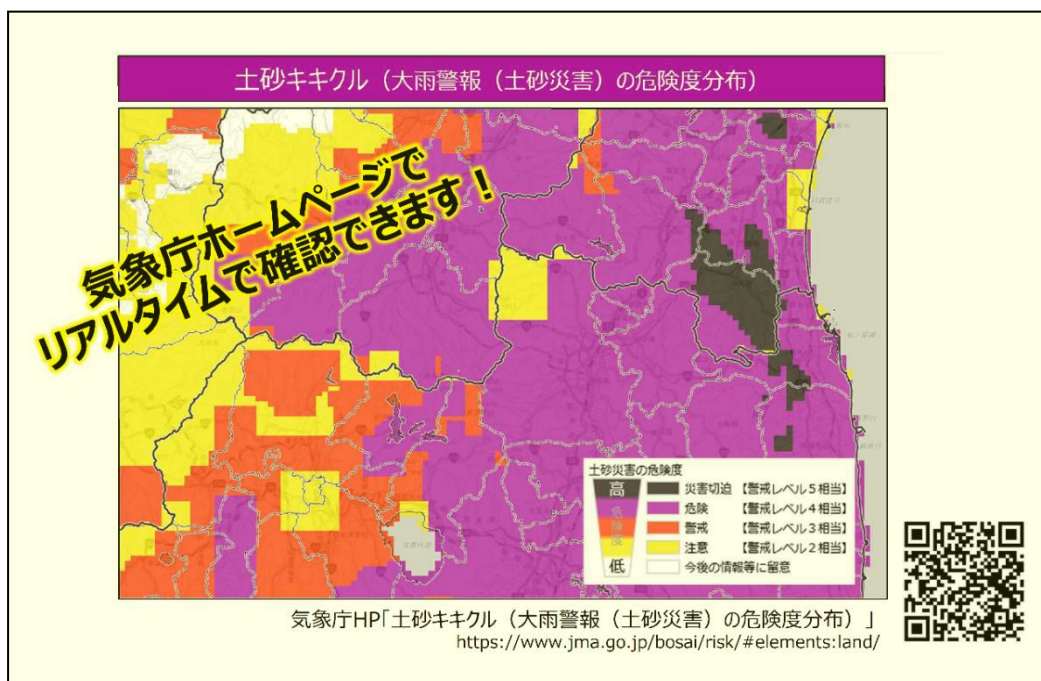 土砂キキクル（大雨警報（土砂災害）の危険度分布）
気象庁ホームページで
リアルタイムで確認できます！
土砂災害の危険度
高
危険度
低
災害切迫 【警戒レベル５相当】
危険 【警戒レベル４相当】
警戒 【警戒レベル３相当】
注意 【警戒レベル２相当】
今後の情報等に留意
気象庁HP「土砂キキクル（大雨警報（土砂災害）の危険度分布）」
https://www.jma.go.jp/bosai/risk/#elements:land/